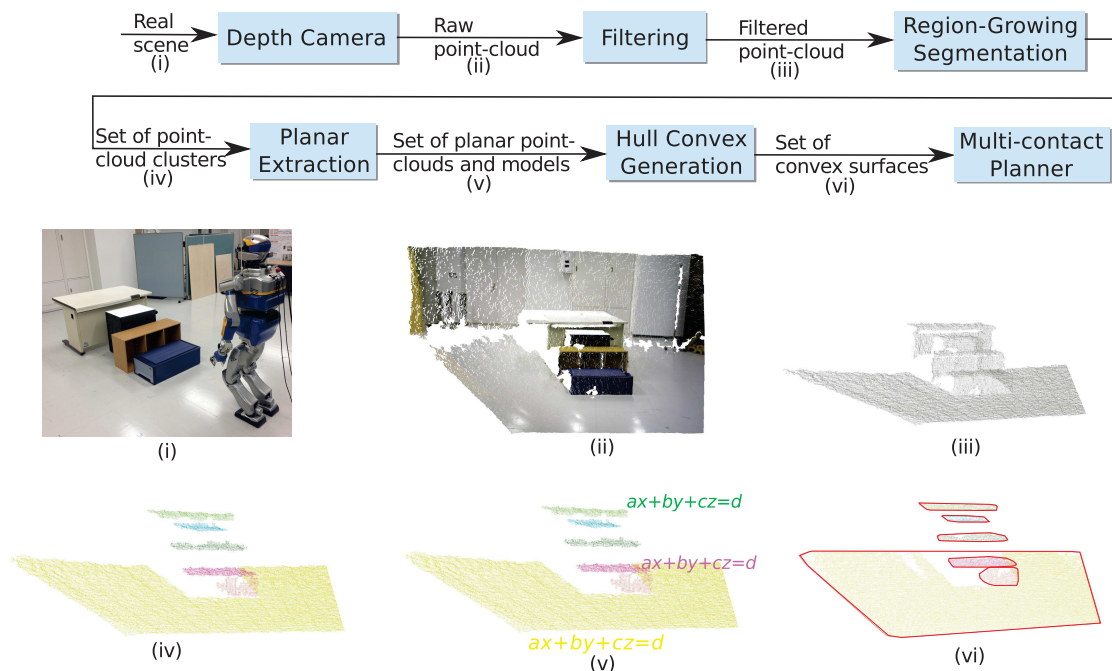 Real
scene
(i)
Depth Camera
Raw
point-cloud
(ii)
Filtering
Filtered
point-cloud
(iii)
Region-Growing
Segmentation
Set of point-
cloud clusters
(iv)
Planar
Extraction
Set of planar point-
clouds and models
(v)
Hull Convex
Generation
Set of
convex surfaces
(vi)
Multi-contact
Planner
(i)
(ii)
(iii)
ax+by+cz=d
ax+by+cz=d
ax+by+cz=d
(iv)
(v)
(vi)